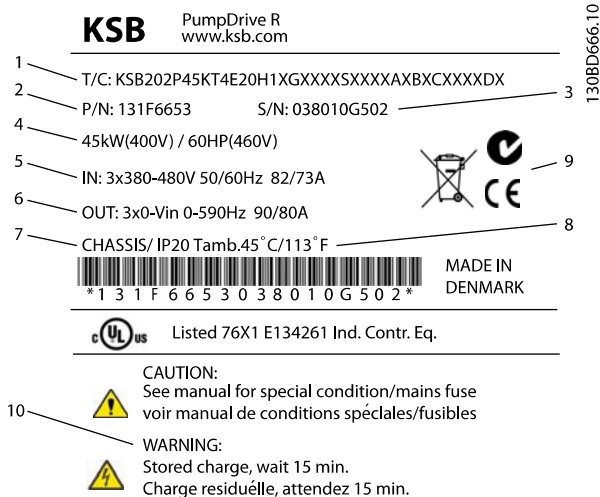 KSB PumpDrive R
www.ksb.com
130BD666.10
1 T/C: KSB202P45KT4E20H1XGXXXXSXXXXAXBXCXXXXDX
2 P/N: 131F6653 S/N: 038010G502 3
4 45kW(400V) / 60HP(460V)
5 IN: 3x380-480V 50/60Hz 82/73A
9
CE
6 OUT: 3x0-Vin 0-590Hz 90/80A
7 CHASSIS/ IP20 Tamb.45˚C/113˚F 8
*131F6653038010G502*
MADE IN
DENMARK
c UL us Listed 76X1 E134261 Ind. Contr. Eq.
CAUTION:
See manual for special condition/mains fuse
voir manual de conditions spéclales/fusibles
10 WARNING:
Stored charge, wait 15 min.
Charge residuélle, attendez 15 min.